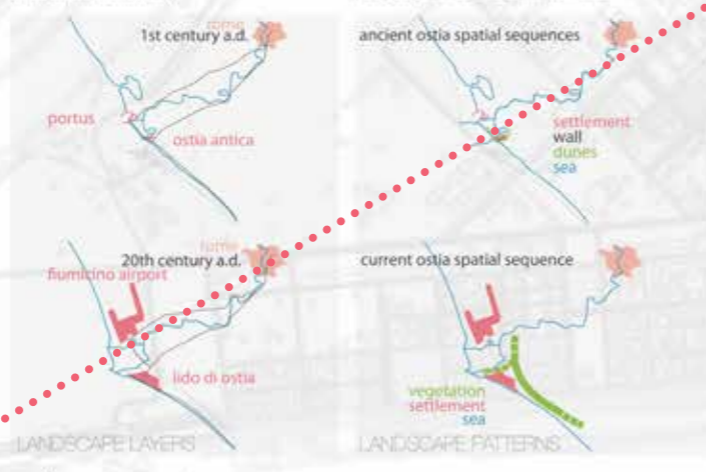 rome
1st century a.d.
portus
ostia antica
ancient ostia spatial sequences
settlement
wall
dunes
sea
rome
20th century a.d.
fiumicino airport
lido di ostia
LANDSCAPE LAYERS
current ostia spatial sequence
vegetation
settlement
sea
LANDSCAPE PATTERNS